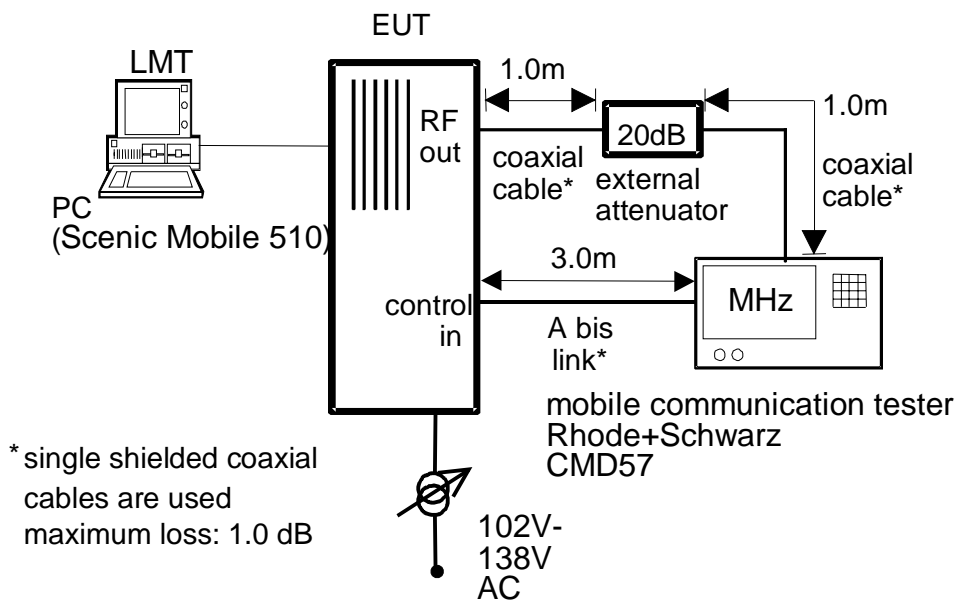 EUT
LMT
1.0m
1.0m
RF
out
20dB
coaxial
cable*
external
attenuator
coaxial
cable*
PC
(Scenic Mobile 510)
3.0m
MHz
control
in
A bis
link*
mobile communication tester
Rhode+Schwarz
CMD57
*single shielded coaxial
cables are used
maximum loss: 1.0 dB
102V-
138V
AC